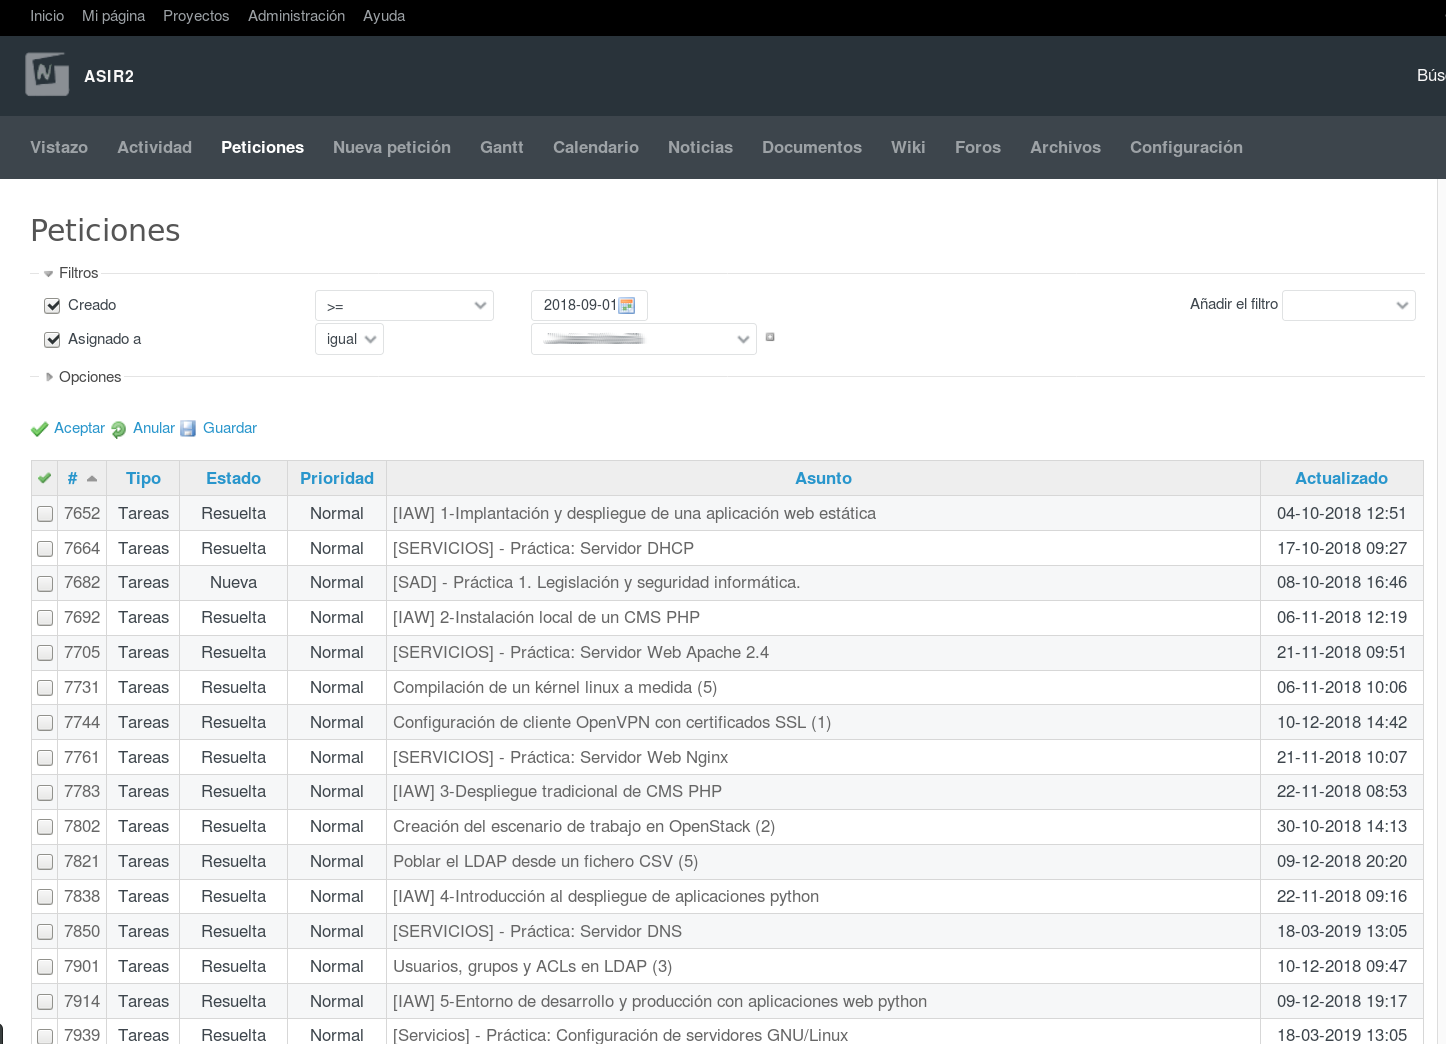 Inicio Mi página Proyectos Administración Ayuda
ASIR2
Peticiones
Vistazo Actividad Peticiones Nueva petición Gantt Calendario Noticias Documentos Wiki Foros Archivos Configuración
Peticiones
Filtros
Creado >= 2018-09-01 Añadir el filtro
Asignado a igual
Opciones
Aceptar Anular Guardar
# Tipo Estado Prioridad Asunto Actualizado
7652 Tareas Resuelta Normal [IAW] 1-Implantación y despliegue de una aplicación web estática 04-10-2018 12:51
7664 Tareas Resuelta Normal [SERVICIOS] - Práctica: Servidor DHCP 17-10-2018 09:27
7682 Tareas Nueva Normal [SAD] - Práctica 1. Legislación y seguridad informática. 08-10-2018 16:46
7692 Tareas Resuelta Normal [IAW] 2-Instalación local de un CMS PHP 06-11-2018 12:19
7705 Tareas Resuelta Normal [SERVICIOS] - Práctica: Servidor Web Apache 2.4 21-11-2018 09:51
7731 Tareas Resuelta Normal Compilación de un kérnel linux a medida (5) 06-11-2018 10:06
7744 Tareas Resuelta Normal Configuración de cliente OpenVPN con certificados SSL (1) 10-12-2018 14:42
7761 Tareas Resuelta Normal [SERVICIOS] - Práctica: Servidor Web Nginx 21-11-2018 10:07
7783 Tareas Resuelta Normal [IAW] 3-Despliegue tradicional de CMS PHP 22-11-2018 08:53
7802 Tareas Resuelta Normal Creación del escenario de trabajo en OpenStack (2) 30-10-2018 14:13
7821 Tareas Resuelta Normal Poblar el LDAP desde un fichero CSV (5) 09-12-2018 20:20
7838 Tareas Resuelta Normal [IAW] 4-Introducción al despliegue de aplicaciones python 22-11-2018 09:16
7850 Tareas Resuelta Normal [SERVICIOS] - Práctica: Servidor DNS 18-03-2019 13:05
7901 Tareas Resuelta Normal Usuarios, grupos y ACLs en LDAP (3) 10-12-2018 09:47
7914 Tareas Resuelta Normal [IAW] 5-Entorno de desarrollo y producción con aplicaciones web python 09-12-2018 19:17
7939 Tareas Resuelta Normal [Servicios] - Práctica: Configuración de servidores GNU/Linux 18-03-2019 13:05